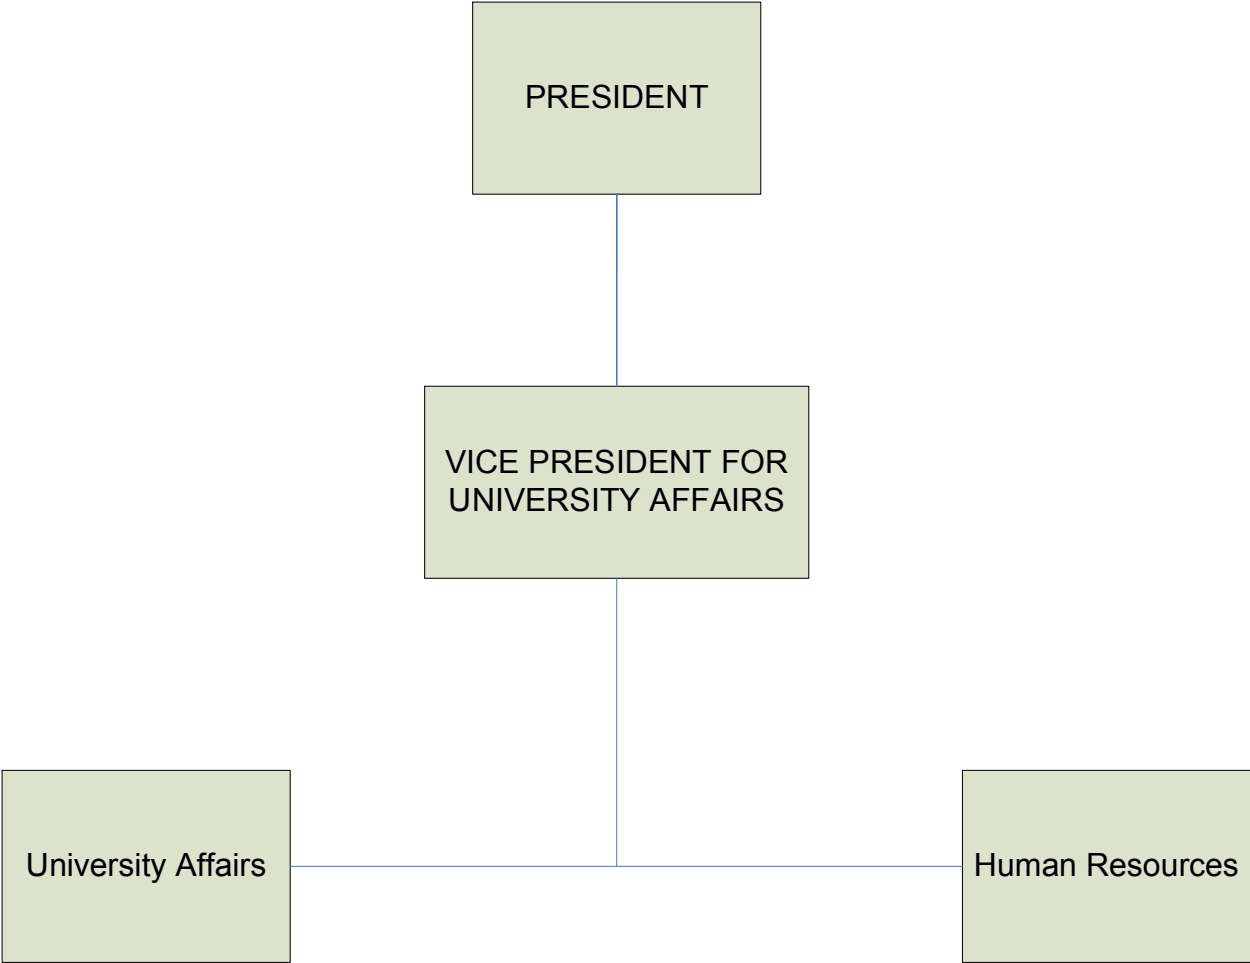 PRESIDENT
VICE PRESIDENT FOR
UNIVERSITY AFFAIRS
University Affairs
Human Resources